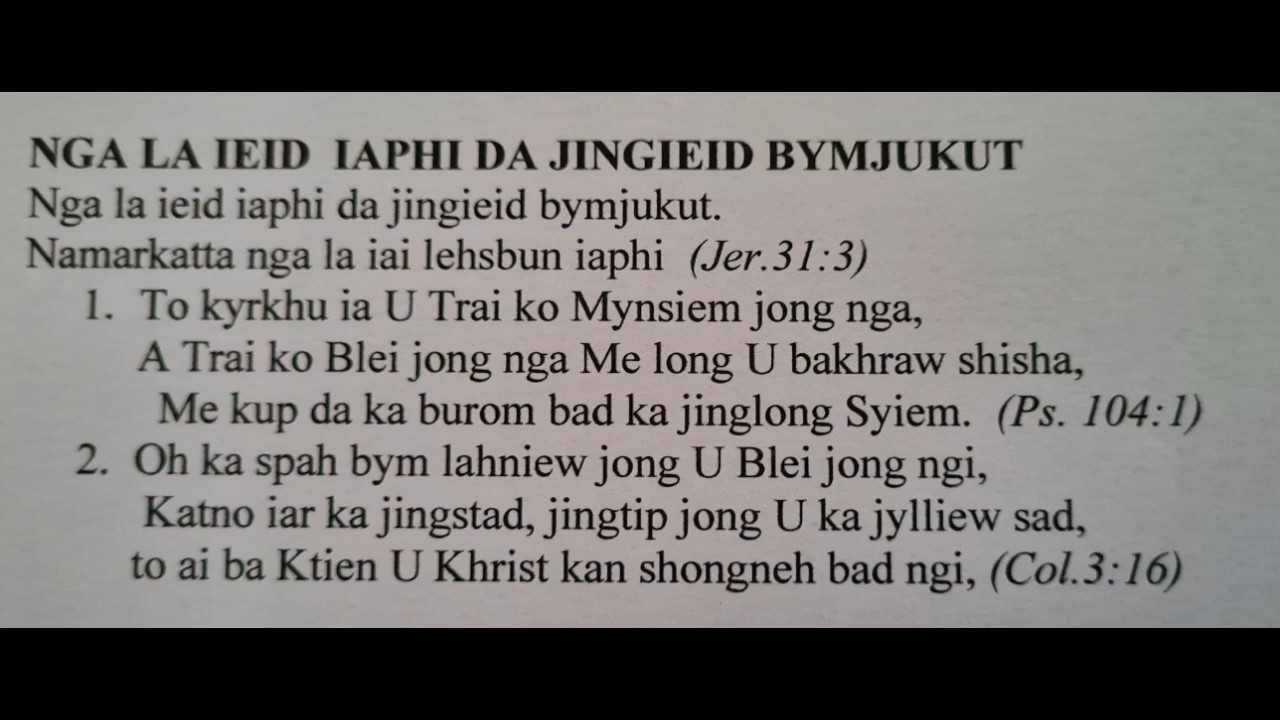 NGA LA IEID IAPHI DA JINGIEID BYMJUKUT
Nga la ieid iaphi da jingieid bymjukut.
Namarkatta nga la iai lehsbun iaphi (Jer.31:3)
1. To kyrkhu ia U Trai ko Mynsiem jong nga,
A Trai ko Blei jong nga Me long U bakhraw shisha,
Me kup da ka burom bad ka jinglong Syiem. (Ps. 104:1)
2. Oh ka spah bym lahniew jong U Blei jong ngi,
Katno iar ka jingstad, jingtip jong U ka jylliew sad,
to ai ba Ktien U Khrist kan shongneh bad ngi, (Col.3:16)